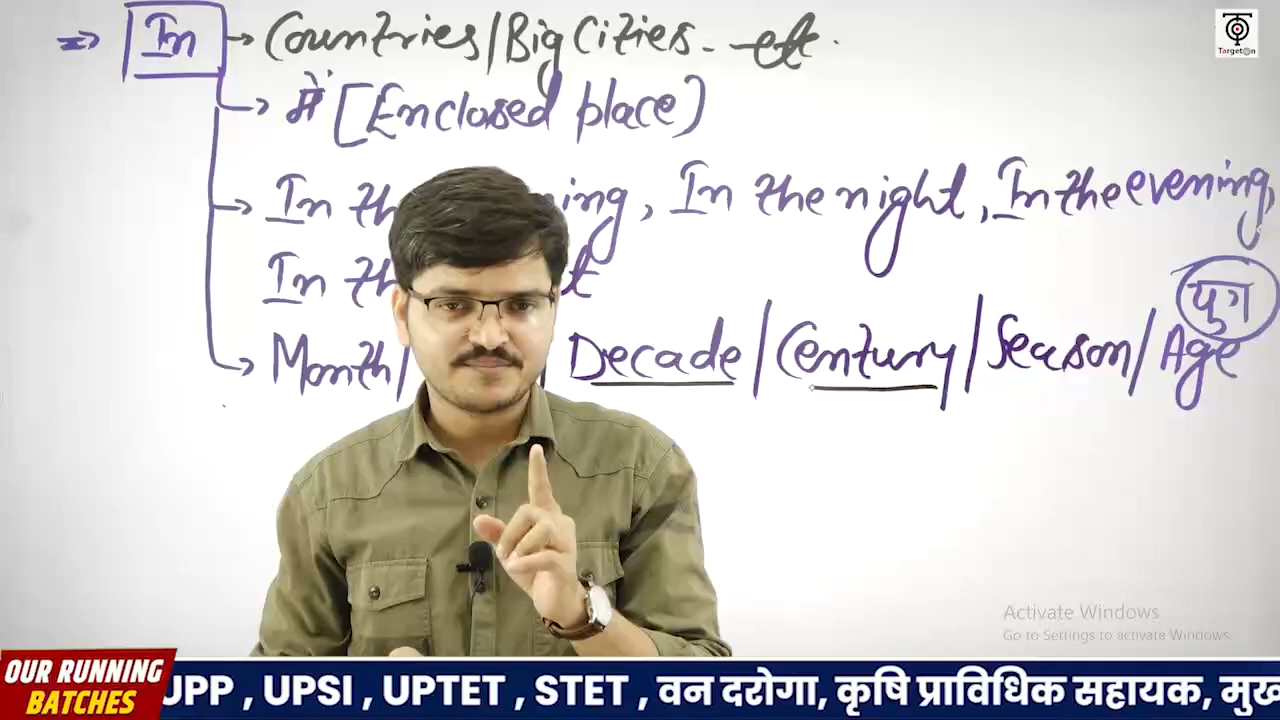 In → Countries/Big Cities. etc.
में [Enclosed place)
In the ning, In the night, In the evening,
In the
युग
Month/ / Decade/Century/Season/Age
TargetOn
Activate Windows
Go to Settings to activate Windows.
OUR RUNNING BATCHES
UPP , UPSI , UPTET , STET , वन दरोगा, कृषि प्राविधिक सहायक, मुख